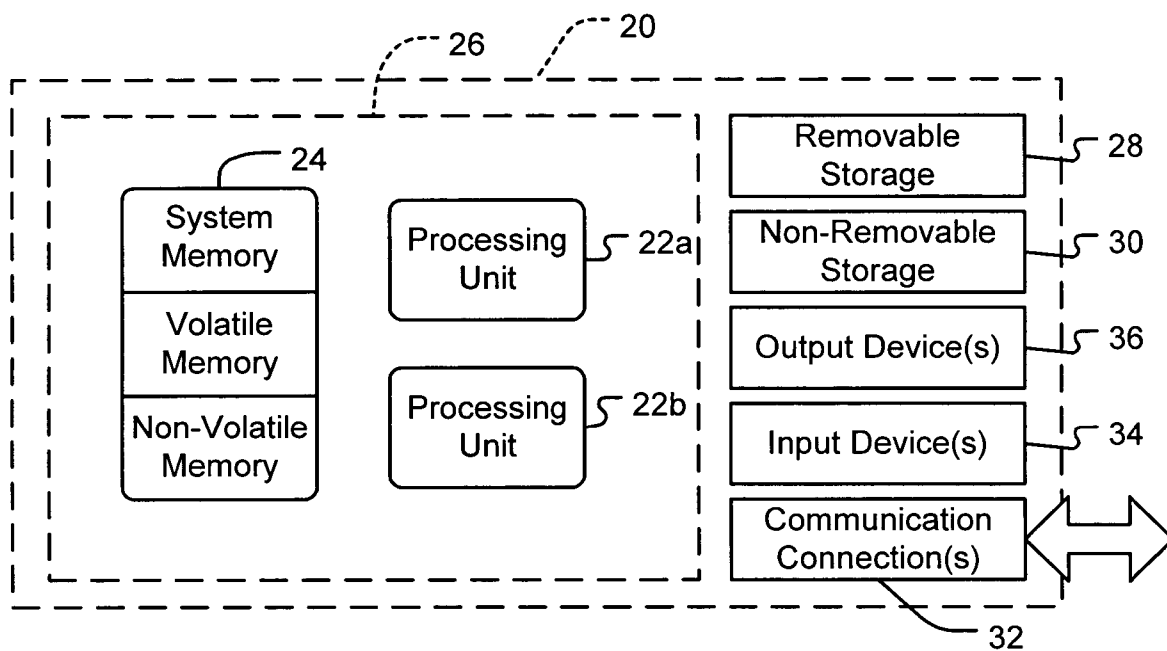 20
26
24
System
Memory
Volatile
Memory
Non-Volatile
Memory
Processing
Unit
22a
Processing
Unit
22b
Removable
Storage
28
Non-Removable
Storage
30
Output Device(s)
36
Input Device(s)
34
Communication
Connection(s)
32